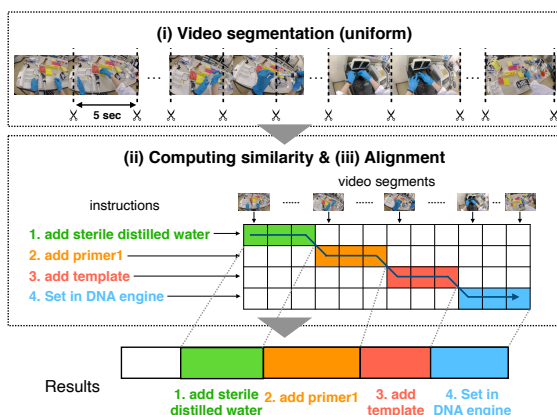 (i) Video segmentation (uniform)
... ... ... ...
5 sec
(ii) Computing similarity & (iii) Alignment
video segments
instructions
...... ...... ...... ......
1. add sterile distilled water
2. add primer1
3. add template
4. Set in DNA engine
Results
1. add sterile
distilled water
2. add primer1
3. add
template
4. Set in
DNA engine